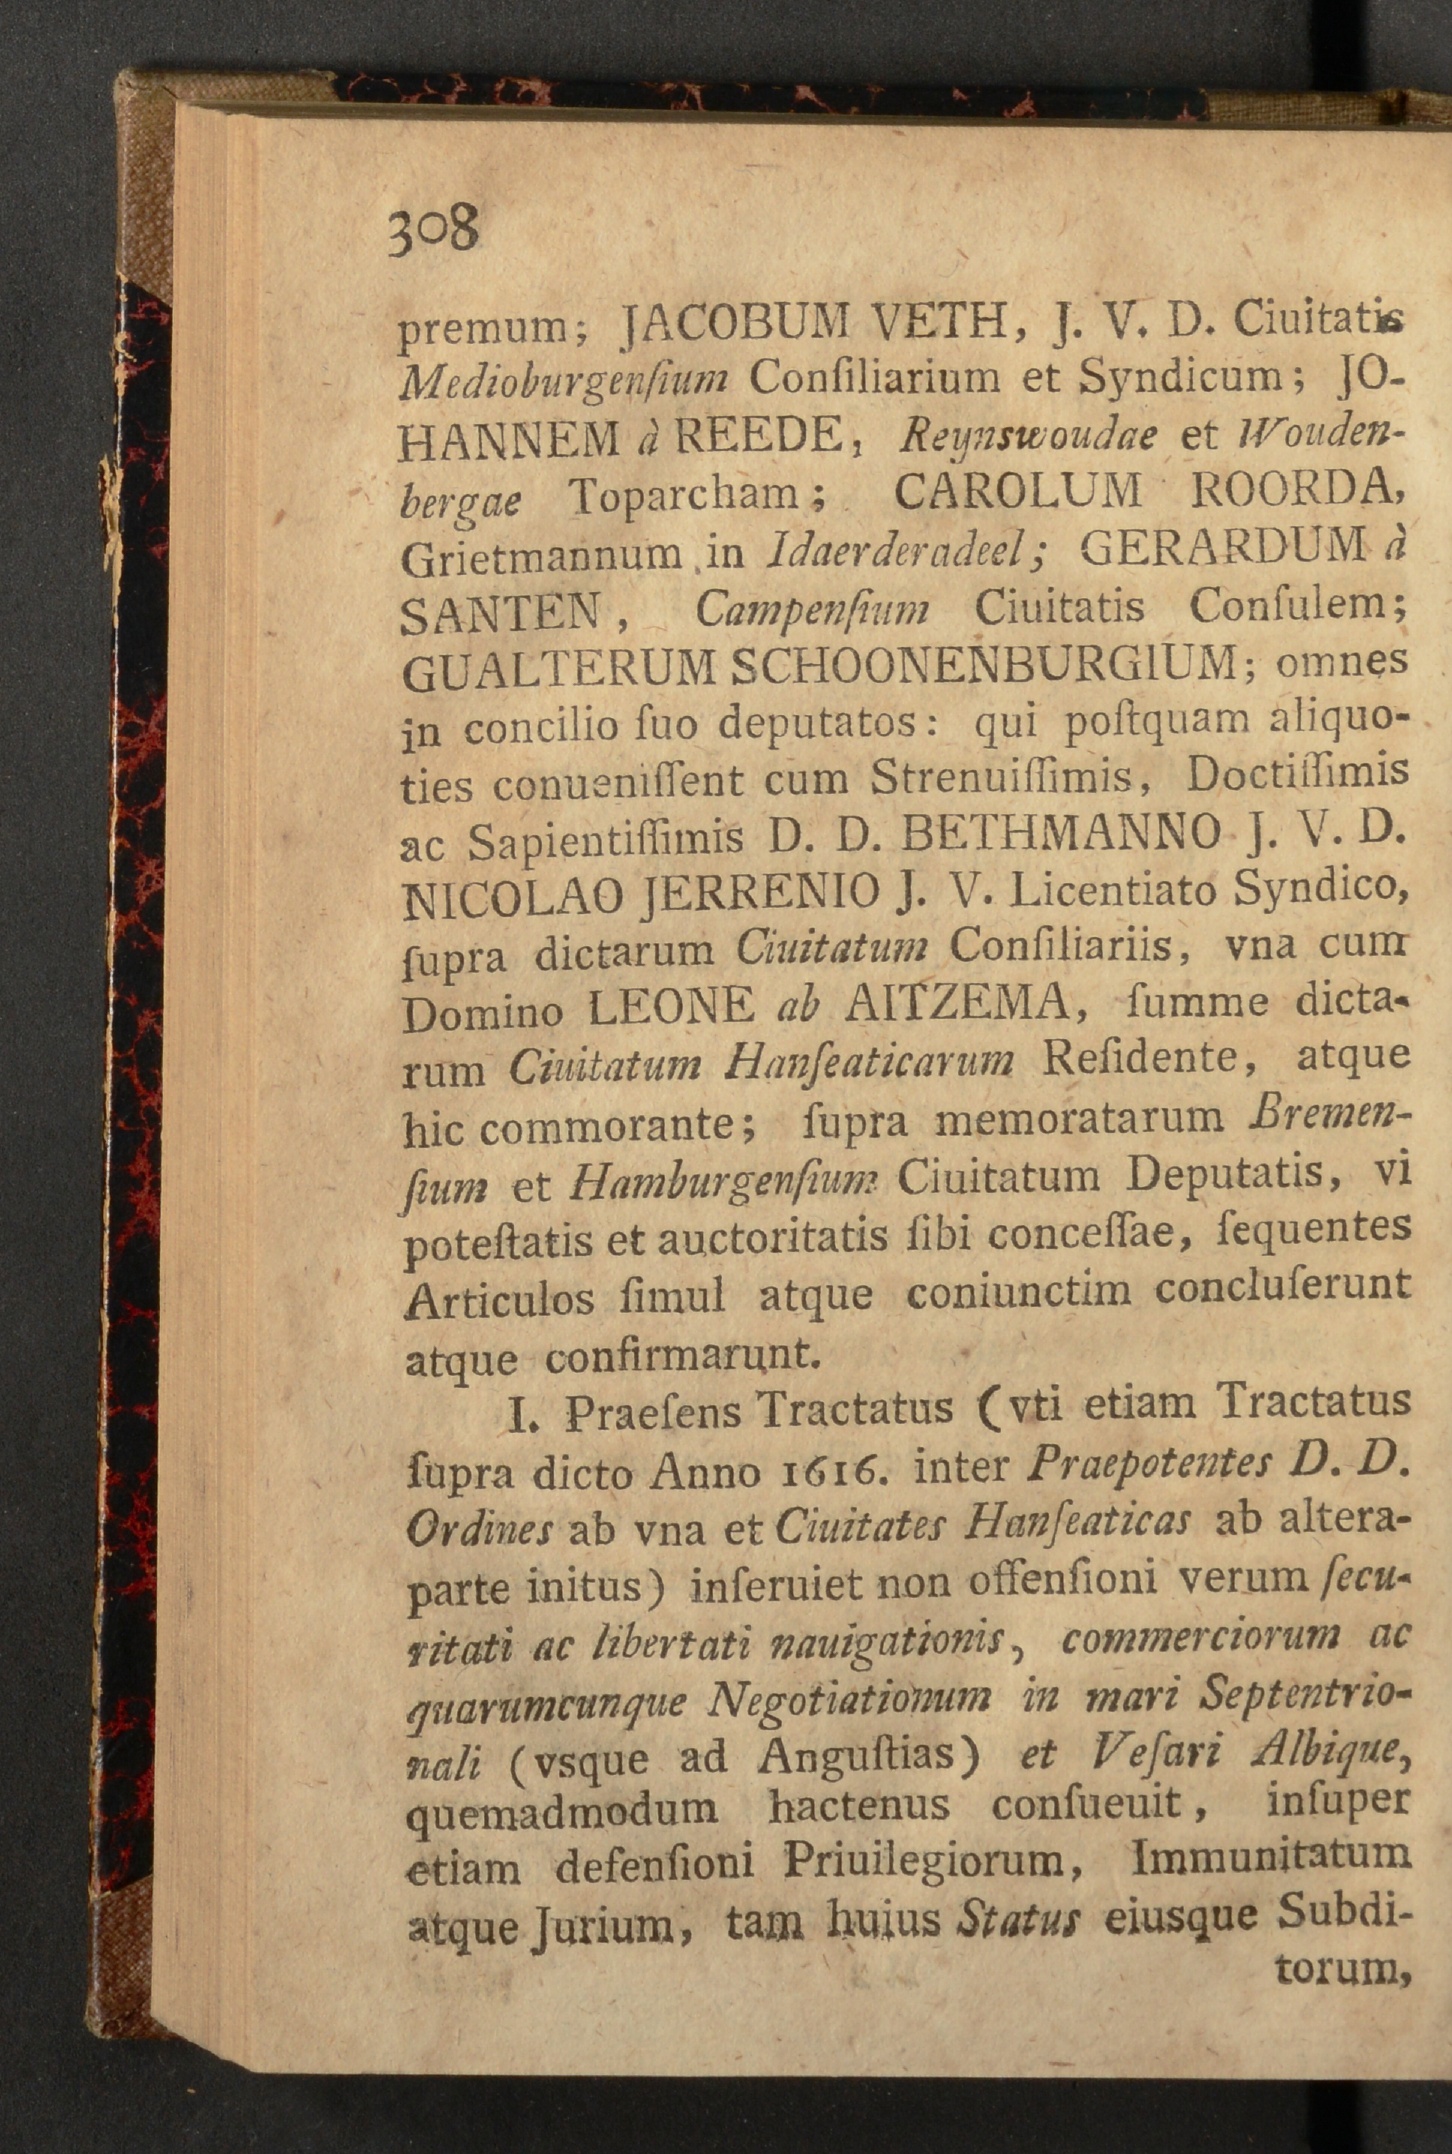 308
premum; JACOBUM VETH, J. V. D. Ciuitatis
Medioburgenſium Conſiliarium et Syndicum; JO-
HANNEM à REEDE, Reynswoudae et Wouden-
bergae Toparcham; CAROLUM ROORDA,
Grietmannum in Idaerderadeel; GERARDUM à
SANTEN, Campenſium Ciuitatis Conſulem;
GUALTERUM SCHOONENBURGIUM; omnes
in concilio ſuo deputatos: qui poſtquam aliquo-
ties conueniſſent cum Strenuiſſimis, Doctiſſimis
ac Sapientiſſimis D. D. BETHMANNO J. V. D.
NICOLAO JERRENIO J. V. Licentiato Syndico,
ſupra dictarum Ciuitatum Conſiliariis, vna cum
Domino LEONE ab AITZEMA, ſumme dicta-
rum Ciuitatum Hanſeaticarum Reſidente, atque
hic commorante; ſupra memoratarum Bremen-
ſium et Hamburgenſium Ciuitatum Deputatis, vi
poteſtatis et auctoritatis ſibi conceſſae, ſequentes
Articulos ſimul atque coniunctim concluſerunt
atque confirmarunt.
I. Praeſens Tractatus (vti etiam Tractatus
ſupra dicto Anno 1616. inter Praepotentes D. D.
Ordines ab vna et Ciuitates Hanſeaticas ab altera-
parte initus) inſeruiet non offenſioni verum ſecu-
ritati ac libertati nauigationis, commerciorum ac
quarumcunque Negotiationum in mari Septentrio-
nali (vsque ad Anguſtias) et Veſari Albique,
quemadmodum hactenus conſueuit, inſuper
etiam defenſioni Priuilegiorum, Immunitatum
atque Jurium, tam huius Status eiusque Subdi-
torum,